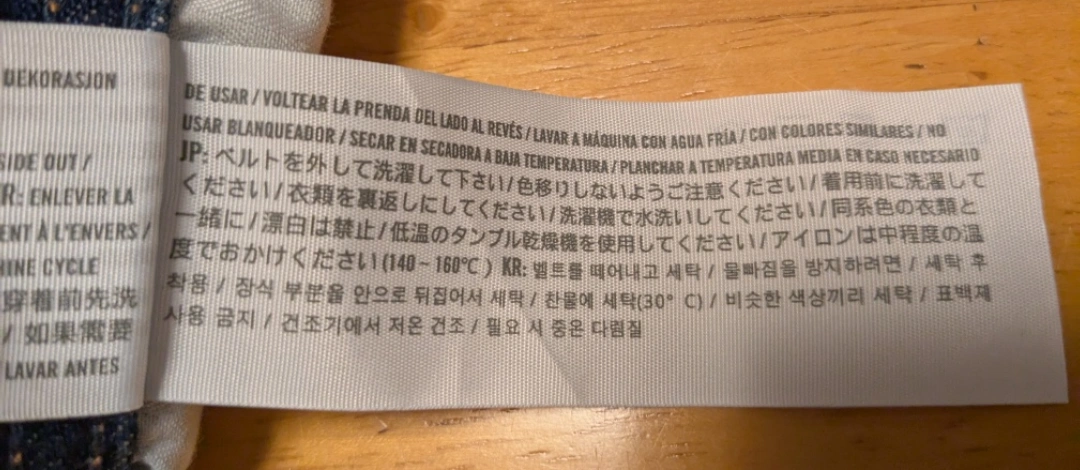 DEKORASJON
SIDE OUT /
R: ENLEVER LA
ENT À L'ENVERS /
INE CYCLE
穿着前先洗
/ 如果需要
LAVAR ANTES
DE USAR / VOLTEAR LA PRENDA DEL LADO AL REVÉS / LAVAR A MÁQUINA CON AGUA FRÍA / CON COLORES SIMILARES / NO
USAR BLANQUEADOR / SECAR EN SECADORA A BAJA TEMPERATURA / PLANCHAR A TEMPERATURA MEDIA EN CASO NECESARIO
JP: ベルトを外して洗濯して下さい/色移りしないようご注意ください/着用前に洗濯して
ください/衣類を裏返しにしてください/洗濯機で水洗いしてください/同系色の衣類と
一緒に/漂白は禁止/低温のタンブル乾燥機を使用してください/アイロンは中程度の温
度でおかけください(140~160℃) KR: 벨트를 떼어내고 세탁 / 물빠짐을 방지하려면 / 세탁 후
착용 / 장식 부분을 안으로 뒤집어서 세탁 / 찬물에 세탁(30° C) / 비슷한 색상끼리 세탁 / 표백제
사용 금지 / 건조기에서 저온 건조 / 필요 시 중온 다림질